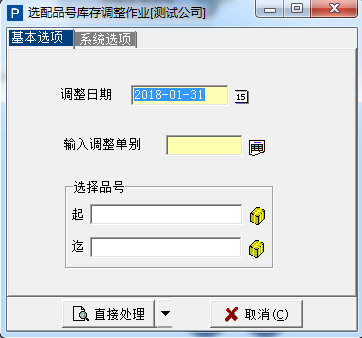 P 选配品号库存调整作业[测试公司]
基本选项 系统选项
调整日期 2018-01-31 15
输入调整单别
选择品号
起
迄
直接处理 取消(C)